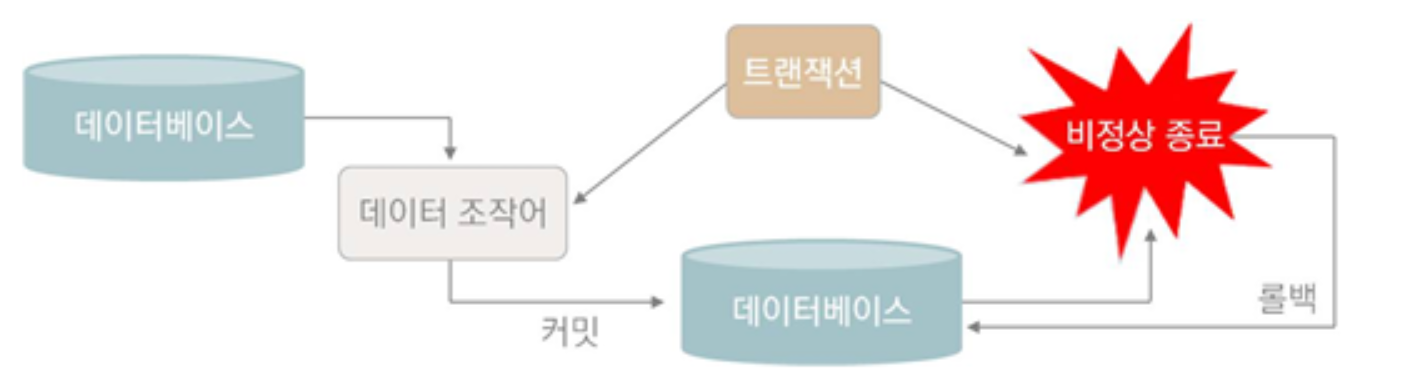 트랜잭션
데이터베이스
비정상 종료
데이터 조작어
데이터베이스
롤백
커밋